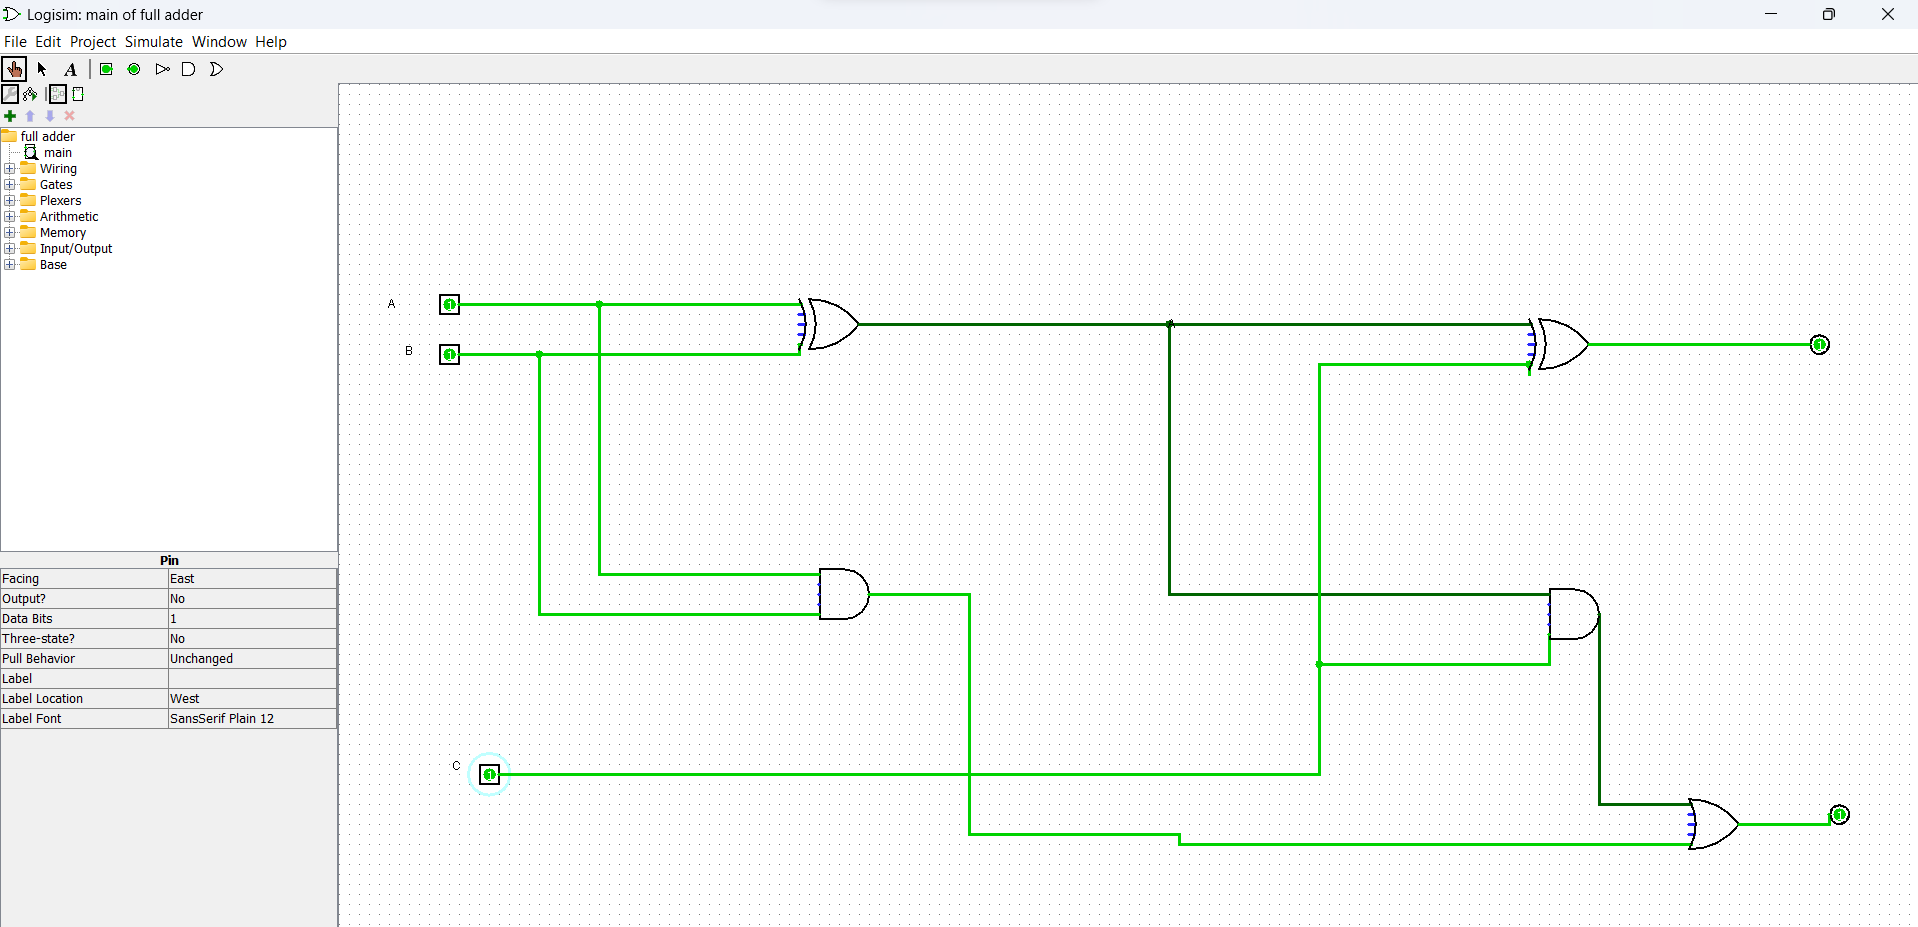 Logisim: main of full adder
File Edit Project Simulate Window Help
A
full adder
main
Wiring
Gates
Plexers
Arithmetic
Memory
Input/Output
Base
Pin
Facing East
Output? No
Data Bits 1
Three-state? No
Pull Behavior Unchanged
Label
Label Location West
Label Font SansSerif Plain 12
A 1
B 1
1
C 1
1